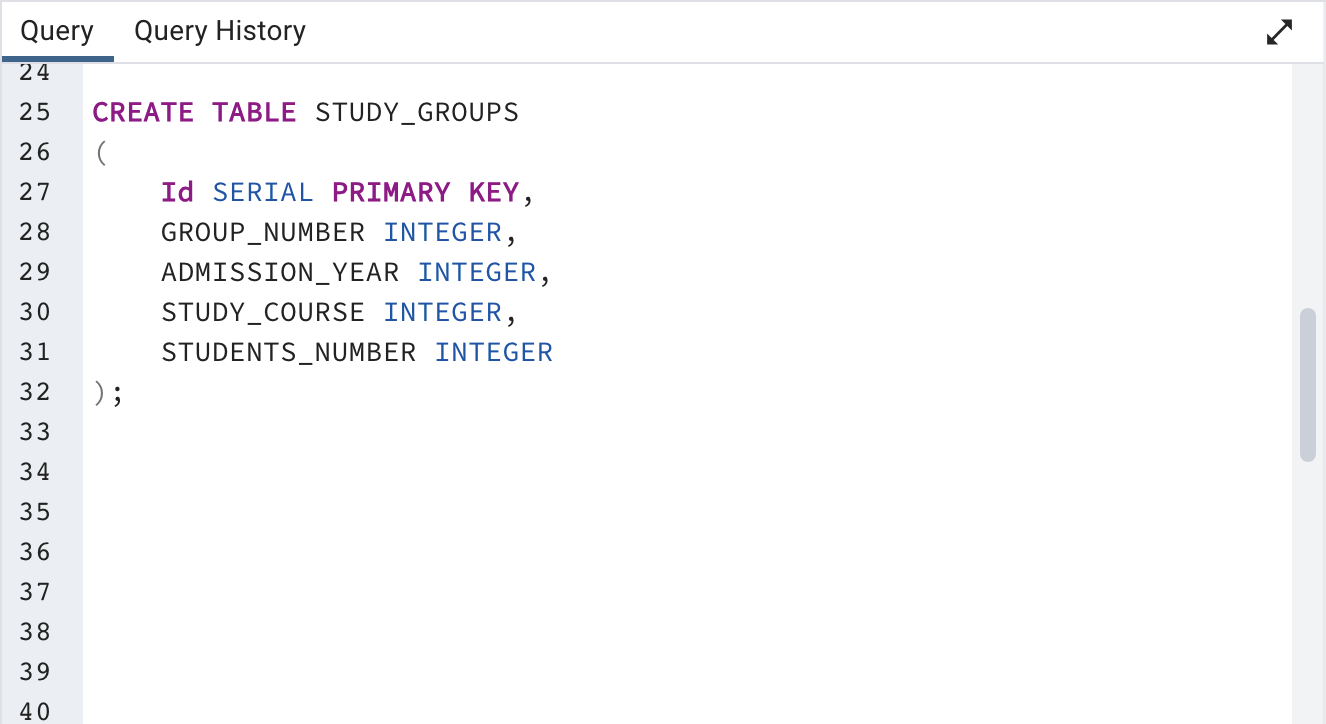 Query Query History
24
25 CREATE TABLE STUDY_GROUPS
26 (
27 Id SERIAL PRIMARY KEY,
28 GROUP_NUMBER INTEGER,
29 ADMISSION_YEAR INTEGER,
30 STUDY_COURSE INTEGER,
31 STUDENTS_NUMBER INTEGER
32 );
33
34
35
36
37
38
39
40